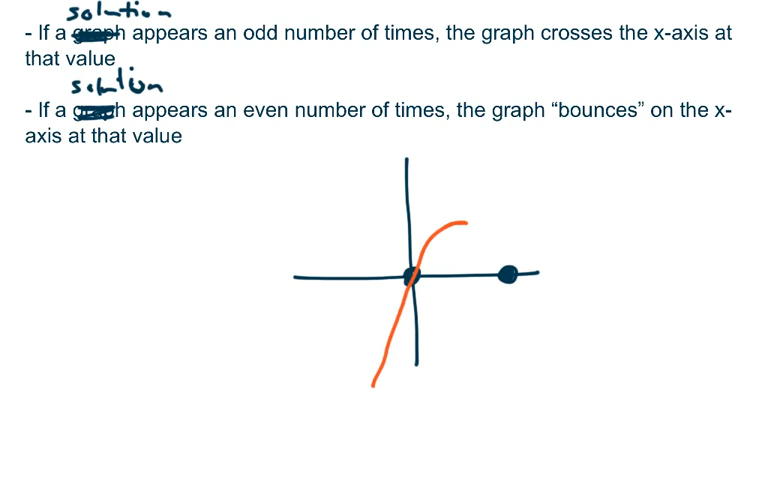 solution
- If a graph appears an odd number of times, the graph crosses the x-axis at
that value
solution
- If a graph appears an even number of times, the graph “bounces” on the x-
axis at that value